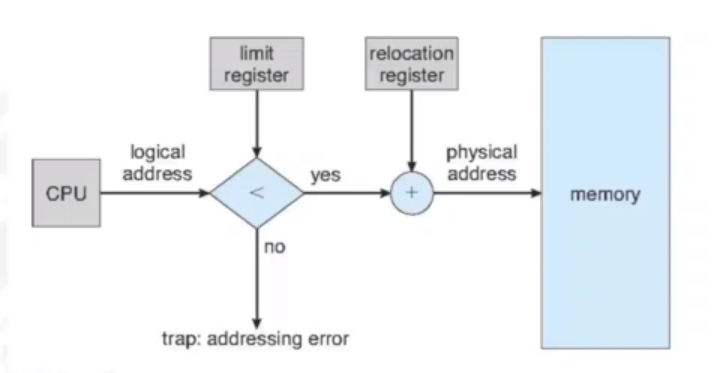 limit
register
relocation
register
logical
address
physical
address
CPU
<
yes
+
memory
no
trap: addressing error